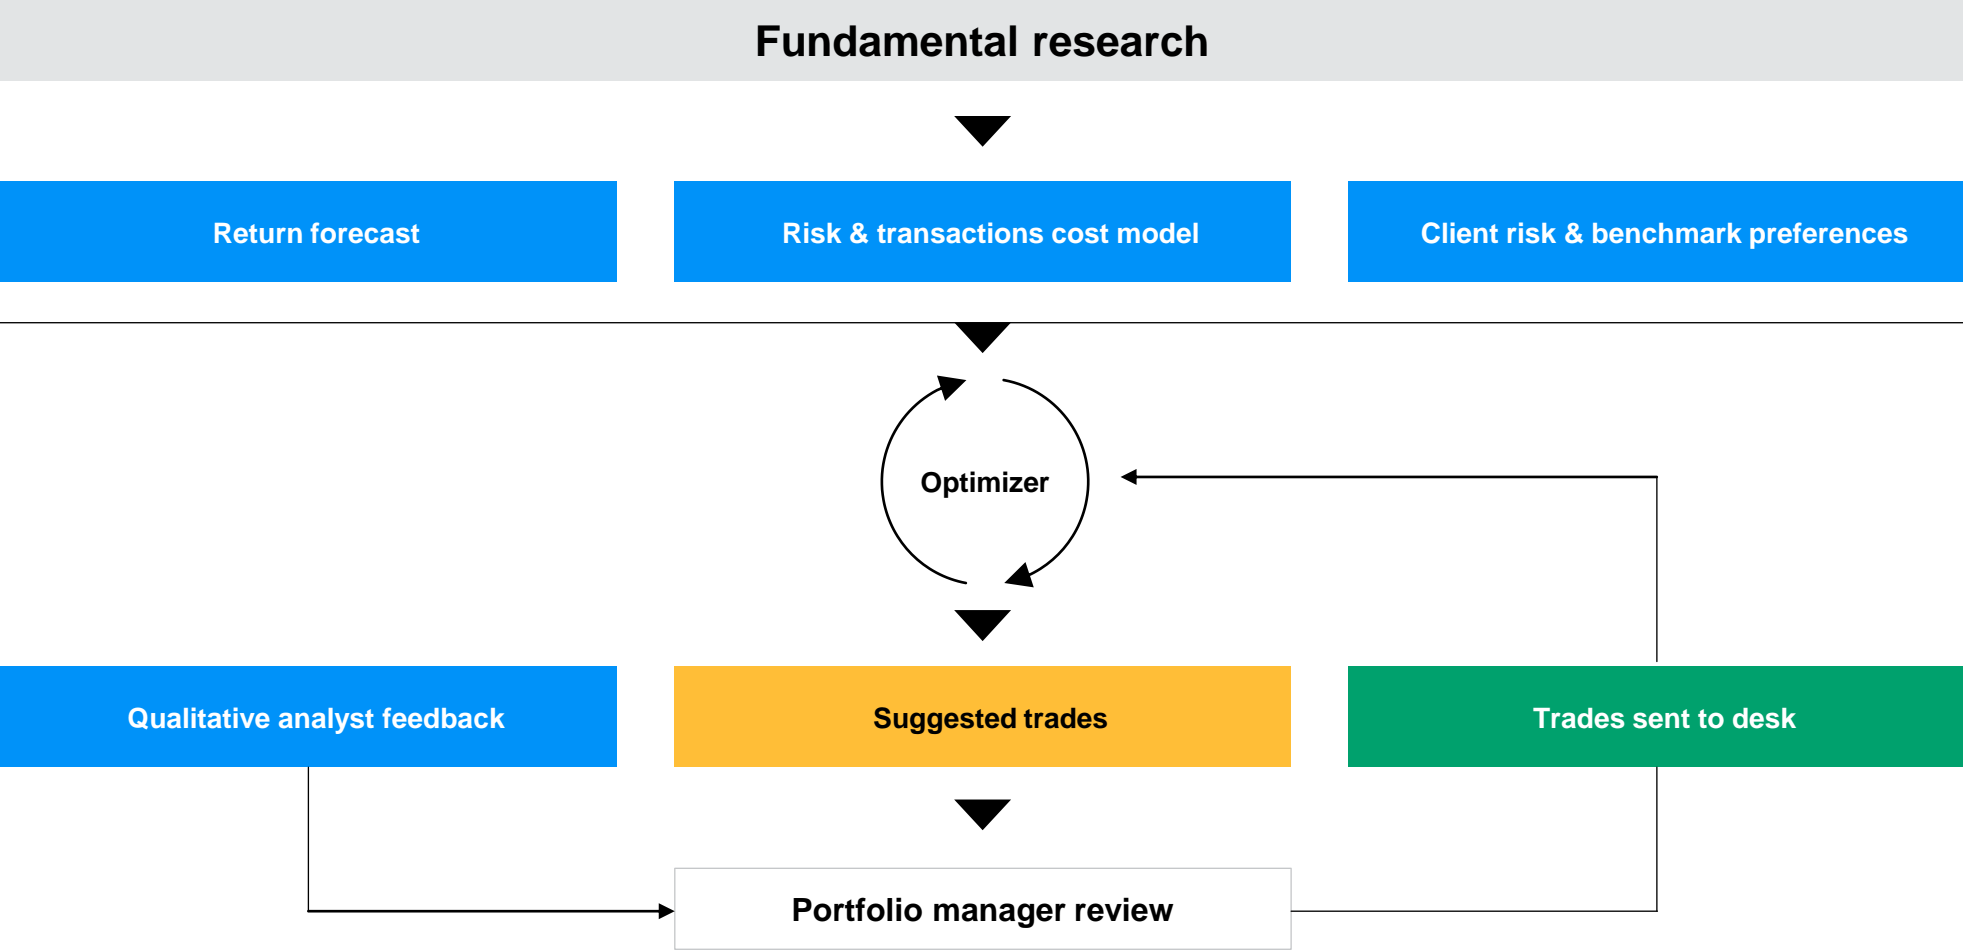 Fundamental research
Return forecast
Risk & transactions cost model
Client risk & benchmark preferences
Optimizer
Qualitative analyst feedback
Suggested trades
Trades sent to desk
Portfolio manager review